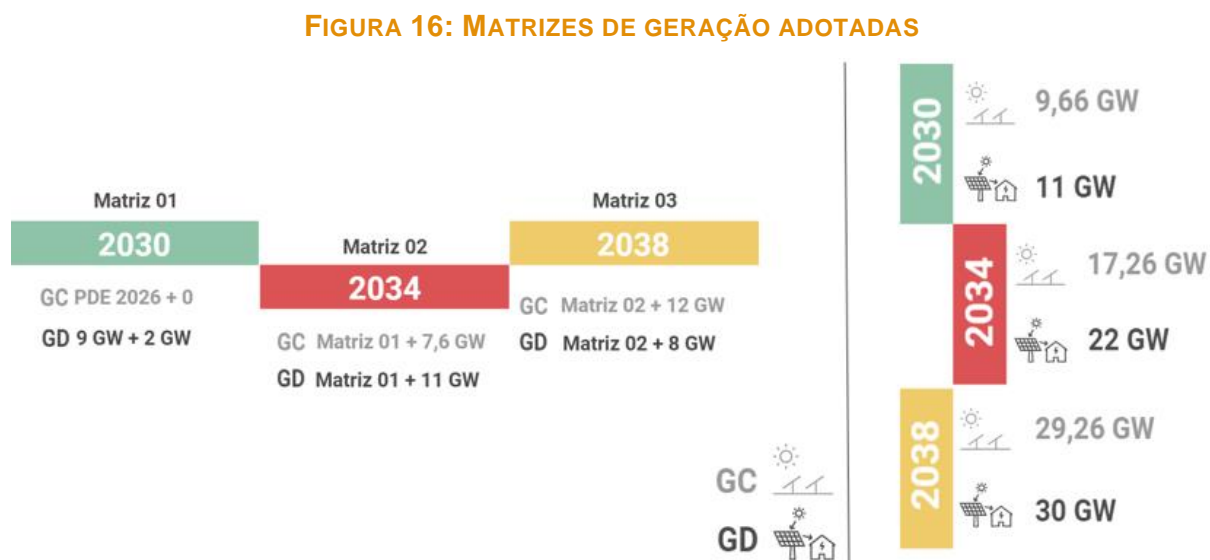 FIGURA 16: MATRIZES DE GERAÇÃO ADOTADAS
Matriz 01
2030
GC PDE 2026 + 0
GD 9 GW + 2 GW
Matriz 02
2034
GC Matriz 01 + 7,6 GW
GD Matriz 01 + 11 GW
Matriz 03
2038
GC Matriz 02 + 12 GW
GD Matriz 02 + 8 GW
GC
GD
2030
9,66 GW
11 GW
2034
17,26 GW
22 GW
2038
29,26 GW
30 GW